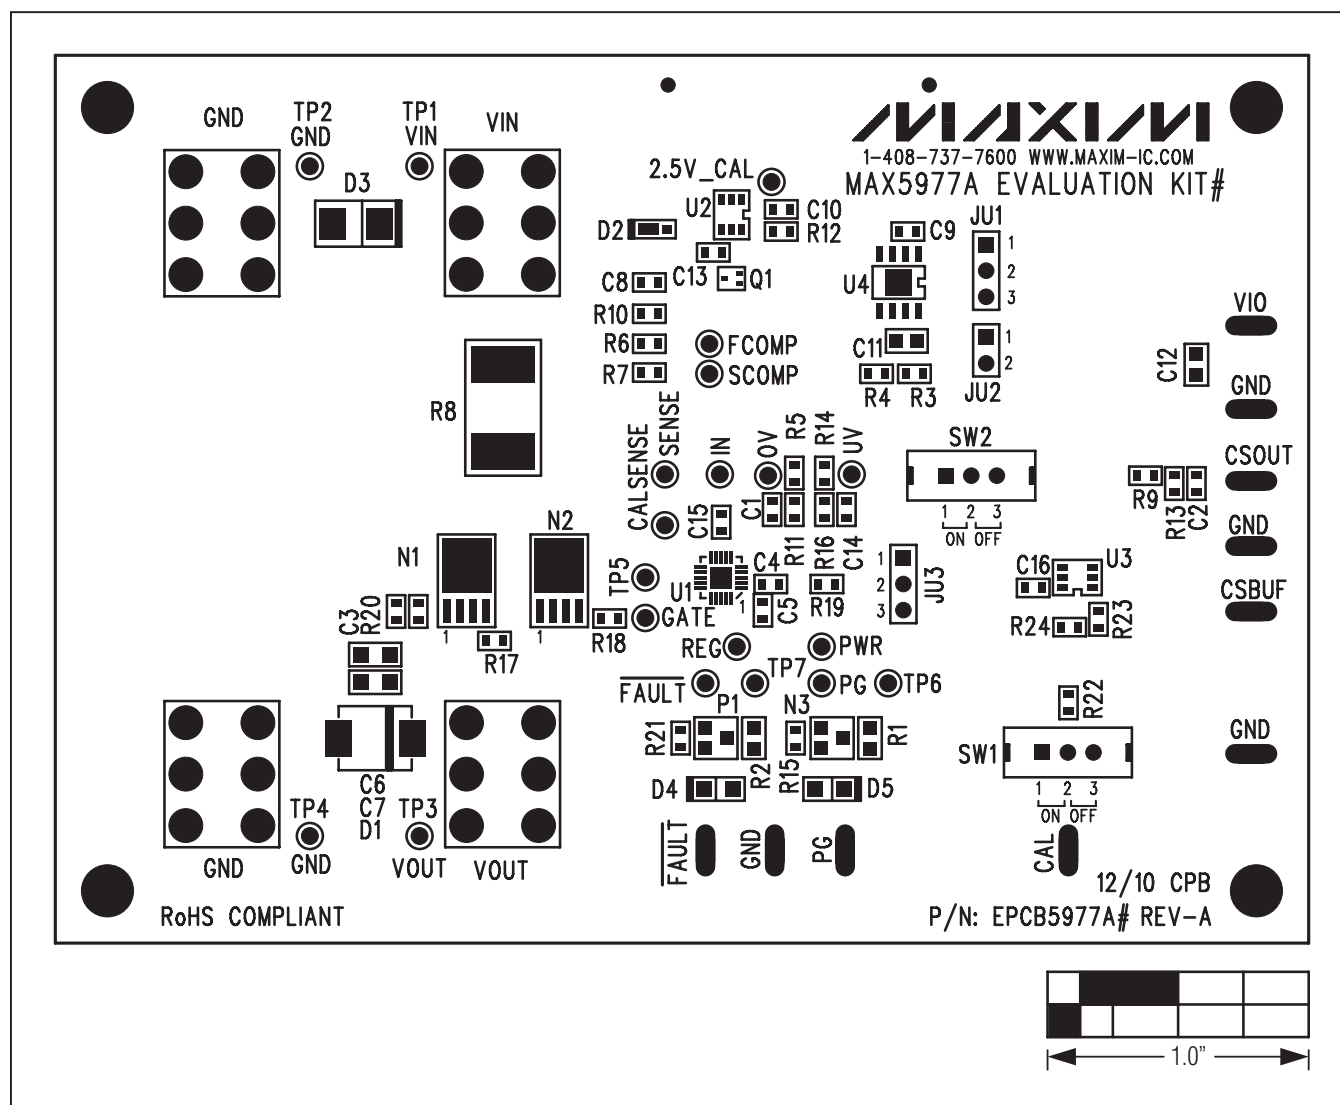 GND
TP2
GND
TP1
VIN
VIN
MAXIM
1-408-737-7600 WWW.MAXIM-IC.COM
MAX5977A EVALUATION KIT#
2.5V_CAL
D3
U2
C10
D2
R12
C9
JU1
1
2
3
C13
Q1
C8
U4
R10
VIO
R6
FCOMP
C11
1
2
C12
R7
SCOMP
R4
R3
JU2
GND
R8
CALSENSE
SENSE
IN
OV
R5
R14
UV
SW2
CSOUT
1 2 3
ON OFF
R9
R13
C2
C15
C1
N1
N2
R11
R16
C14
GND
TP5
U1
1
C4
C5
R19
1
2
3
JU3
C16
U3
CSBUF
C3
R20
1
R17
1
R18
GATE
R24
R23
REG
PWR
FAULT
TP7
PG
TP6
R22
P1
N3
R21
R2
R15
R1
SW1
GND
D4
D5
1 2 3
ON OFF
C6
C7
D1
TP4
GND
TP3
VOUT
GND
VOUT
FAULT
GND
PG
CAL
12/10 CPB
RoHS COMPLIANT
P/N: EPCB5977A# REV-A
1.0"